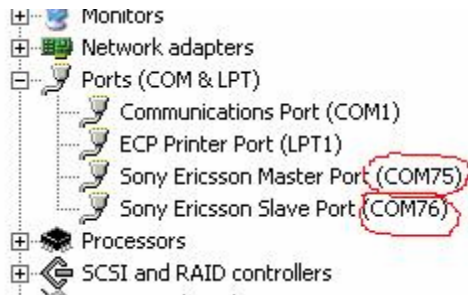 Monitors
Network adapters
Ports (COM & LPT)
Communications Port (COM1)
ECP Printer Port (LPT1)
Sony Ericsson Master Port (COM75)
Sony Ericsson Slave Port (COM76)
Processors
SCSI and RAID controllers